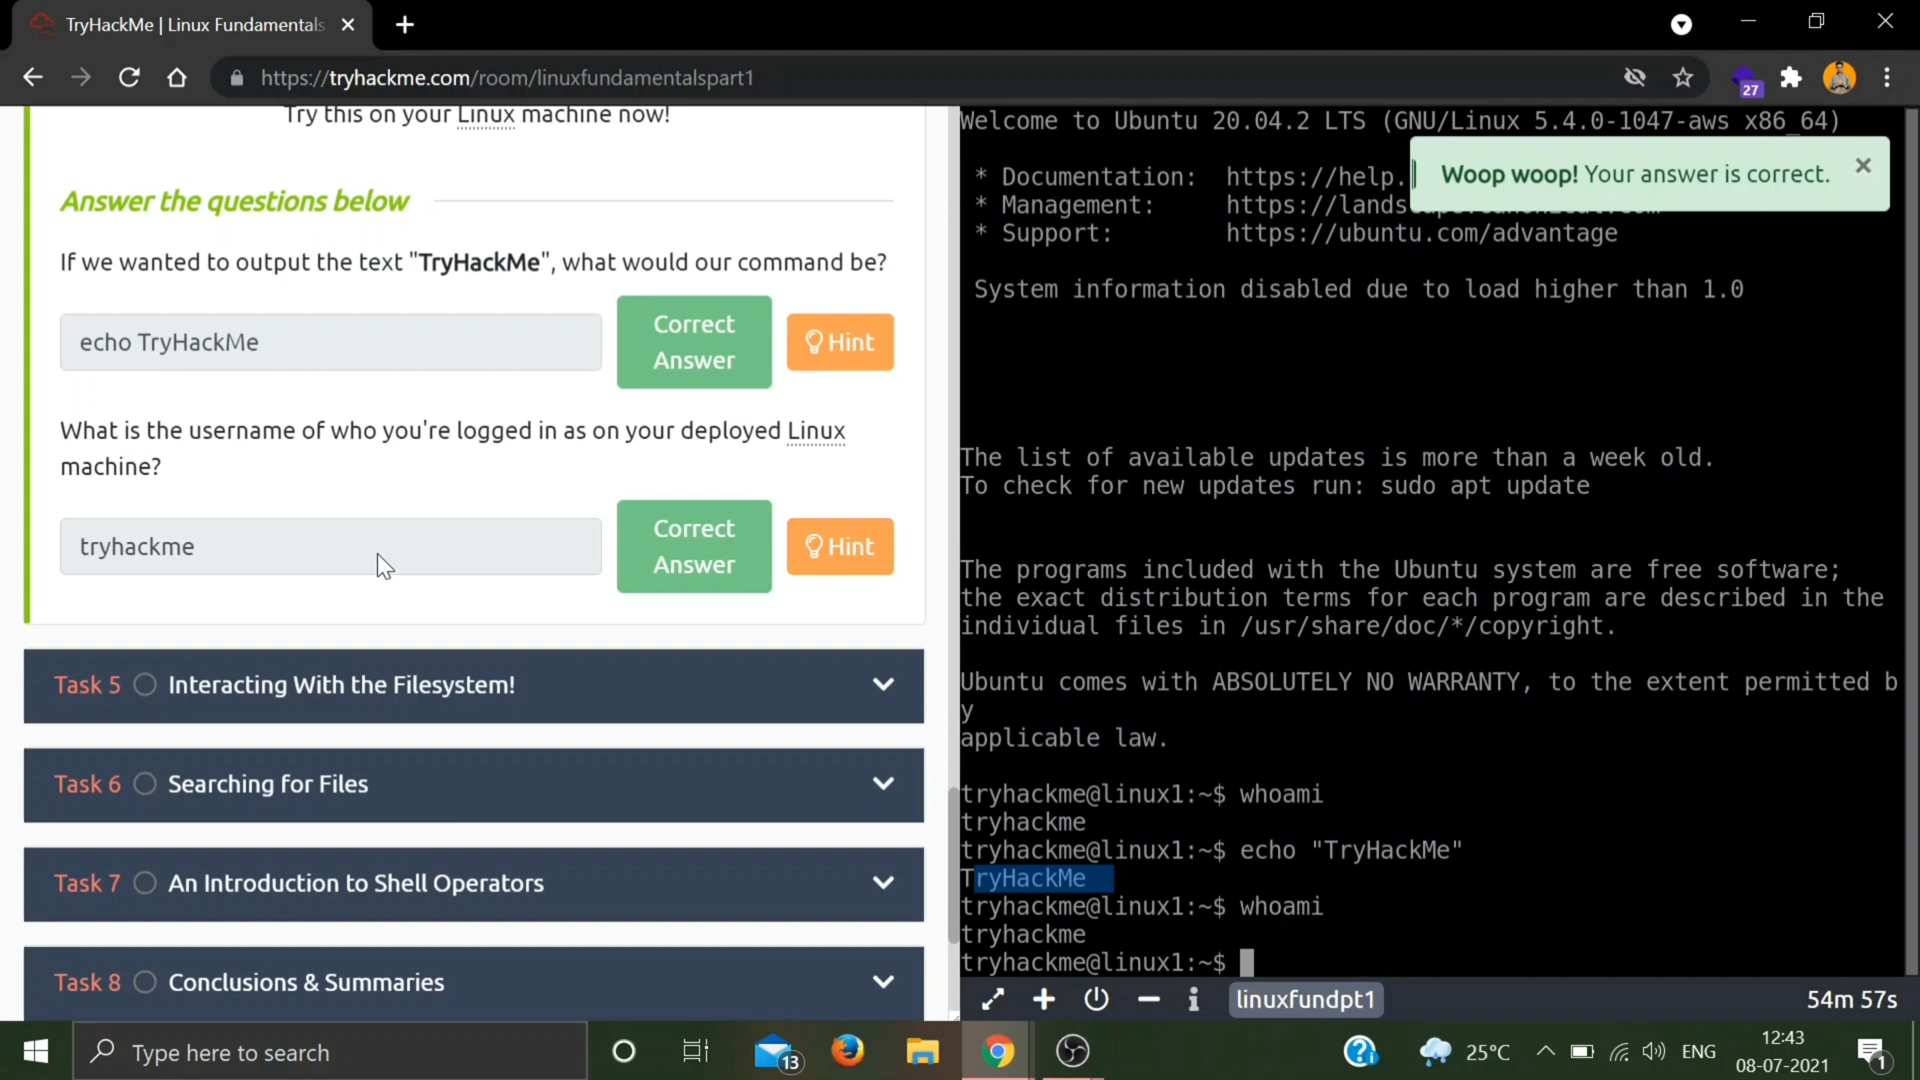 TryHackMe | Linux Fundamentals
https://tryhackme.com/room/linuxfundamentalspart1
27
Try this on your Linux machine now!
Answer the questions below
If we wanted to output the text "TryHackMe", what would our command be?
echo TryHackMe
Correct
Answer
Hint
What is the username of who you're logged in as on your deployed Linux
machine?
tryhackme
Correct
Answer
Hint
Task 5 Interacting With the Filesystem!
Task 6 Searching for Files
Task 7 An Introduction to Shell Operators
Task 8 Conclusions & Summaries
Welcome to Ubuntu 20.04.2 LTS (GNU/Linux 5.4.0-1047-aws x86_64)
Woop woop! Your answer is correct.
* Documentation: https://help.
* Management: https://lands
* Support: https://ubuntu.com/advantage
System information disabled due to load higher than 1.0
The list of available updates is more than a week old.
To check for new updates run: sudo apt update
The programs included with the Ubuntu system are free software;
the exact distribution terms for each program are described in the
individual files in /usr/share/doc/*/copyright.
Ubuntu comes with ABSOLUTELY NO WARRANTY, to the extent permitted b
y
applicable law.
tryhackme@linux1:~$ whoami
tryhackme
tryhackme@linux1:~$ echo "TryHackMe"
TryHackMe
tryhackme@linux1:~$ whoami
tryhackme
tryhackme@linux1:~$
linuxfundpt1
54m 57s
Type here to search
13
25°C
ENG
12:43
08-07-2021
1